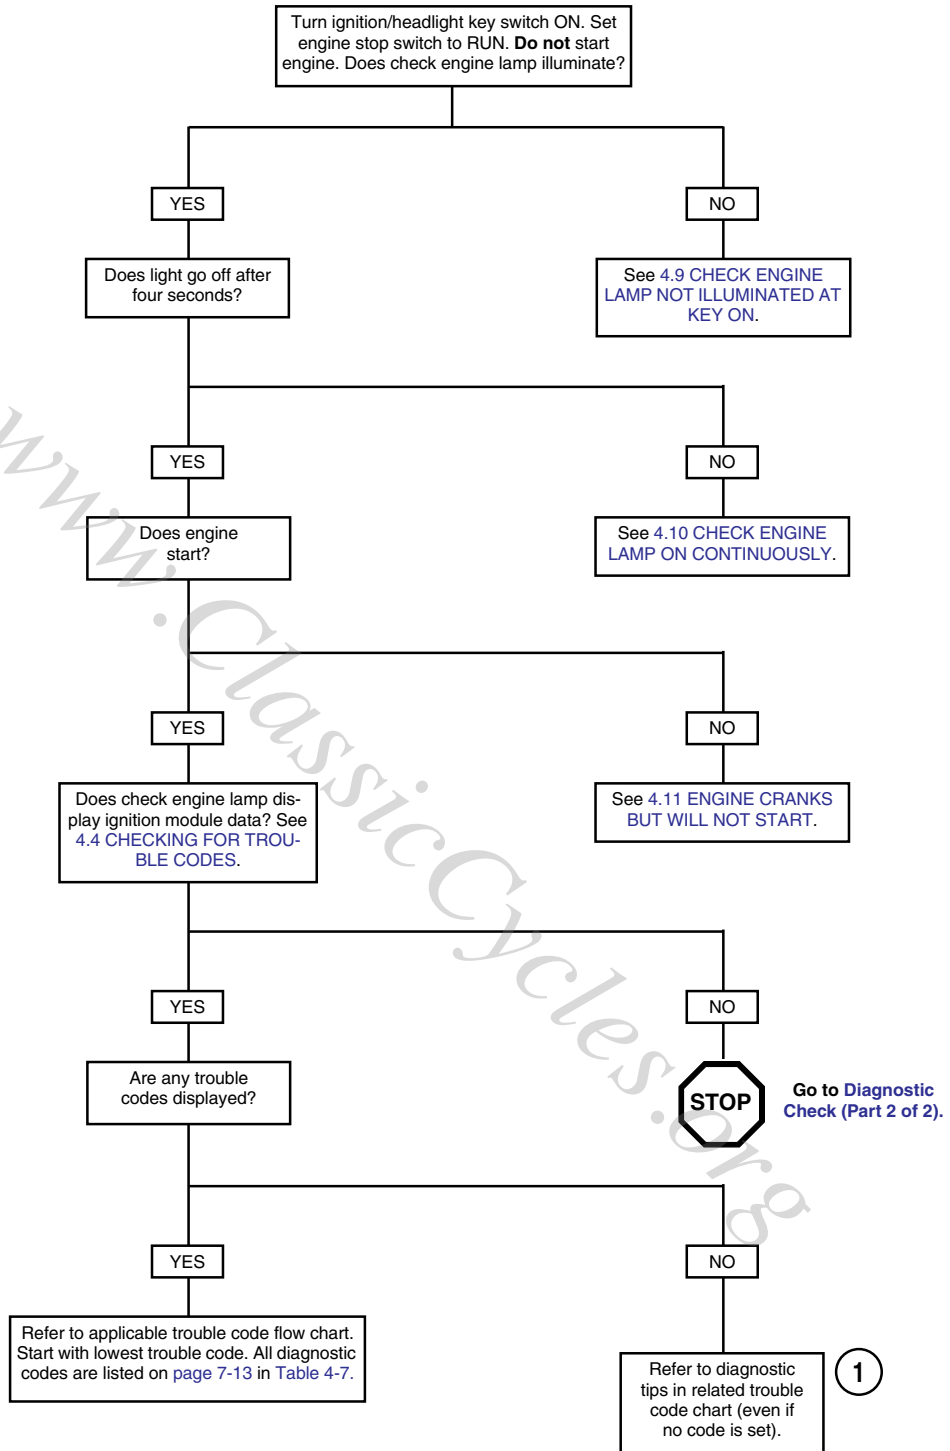 Turn ignition/headlight key switch ON. Set
engine stop switch to RUN. Do not start
engine. Does check engine lamp illuminate?
YES
NO
Does light go off after
four seconds?
See 4.9 CHECK ENGINE
LAMP NOT ILLUMINATED AT
KEY ON.
YES
NO
Does engine
start?
See 4.10 CHECK ENGINE
LAMP ON CONTINUOUSLY.
YES
NO
Does check engine lamp dis-
play ignition module data? See
4.4 CHECKING FOR TROU-
BLE CODES.
See 4.11 ENGINE CRANKS
BUT WILL NOT START.
YES
NO
Are any trouble
codes displayed?
STOP
Go to Diagnostic
Check (Part 2 of 2).
YES
NO
Refer to applicable trouble code flow chart.
Start with lowest trouble code. All diagnostic
codes are listed on page 7-13 in Table 4-7.
Refer to diagnostic
tips in related trouble
code chart (even if
no code is set).
1
www.ClassicCycles.org